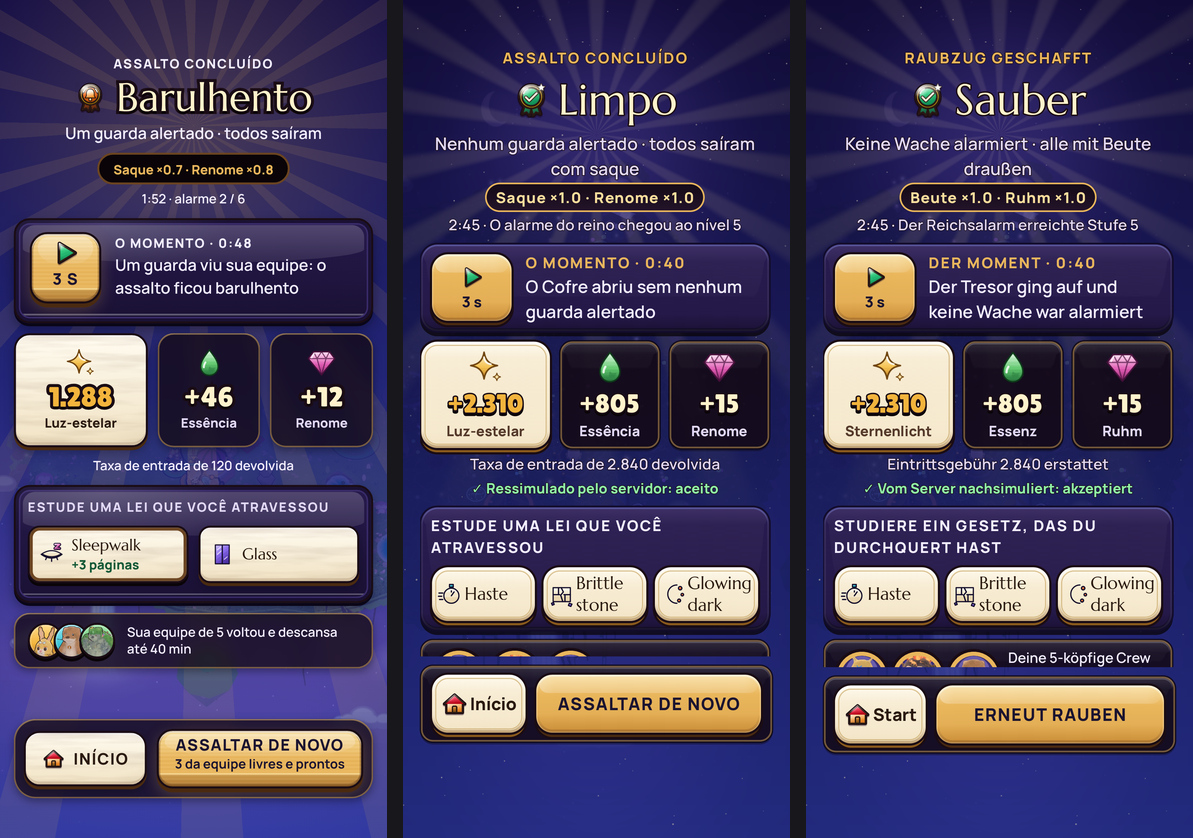 ASSALTO CONCLUÍDO
Barulhento
Um guarda alertado · todos saíram
Saque ×0.7 · Renome ×0.8
1:52 · alarme 2 / 6
3 S
O MOMENTO · 0:48
Um guarda viu sua equipe: o
assalto ficou barulhento
1.288
Luz-estelar
+46
Essência
+12
Renome
Taxa de entrada de 120 devolvida
ESTUDE UMA LEI QUE VOCÊ ATRAVESSOU
Sleepwalk
+3 páginas
Glass
Sua equipe de 5 voltou e descansa
até 40 min
INÍCIO
ASSALTAR DE NOVO
3 da equipe livres e prontos
ASSALTO CONCLUÍDO
Limpo
Nenhum guarda alertado · todos saíram
com saque
Saque ×1.0 · Renome ×1.0
2:45 · O alarme do reino chegou ao nível 5
3 s
O MOMENTO · 0:40
O Cofre abriu sem nenhum
guarda alertado
+2.310
Luz-estelar
+805
Essência
+15
Renome
Taxa de entrada de 2.840 devolvida
✓ Ressimulado pelo servidor: aceito
ESTUDE UMA LEI QUE VOCÊ
ATRAVESSOU
Haste
Brittle
stone
Glowing
dark
Início
ASSALTAR DE NOVO
RAUBZUG GESCHAFFT
Sauber
Keine Wache alarmiert · alle mit Beute
draußen
Beute ×1.0 · Ruhm ×1.0
2:45 · Der Reichsalarm erreichte Stufe 5
3 s
DER MOMENT · 0:40
Der Tresor ging auf und
keine Wache war alarmiert
+2.310
Sternenlicht
+805
Essenz
+15
Ruhm
Eintrittsgebühr 2.840 erstattet
✓ Vom Server nachsimuliert: akzeptiert
STUDIERE EIN GESETZ, DAS DU
DURCHQUERT HAST
Haste
Brittle
stone
Glowing
dark
Deine 5-köpfige Crew
Start
ERNEUT RAUBEN